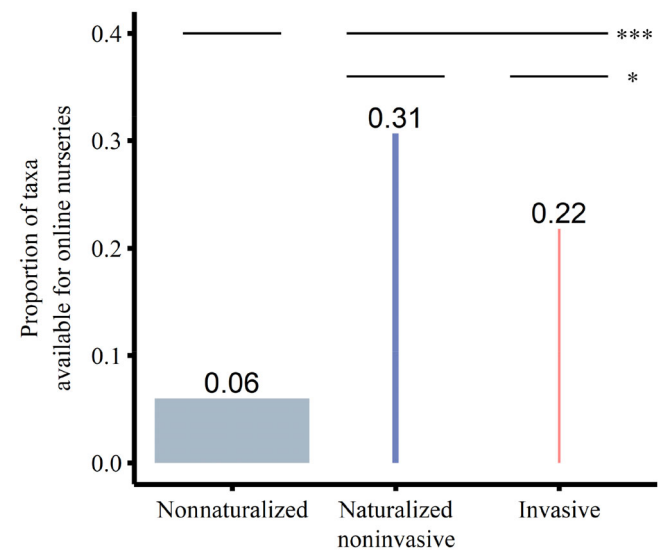 Proportion of taxa
available for online nurseries
0.4
0.3
0.2
0.1
0.0
***
*
0.31
0.22
0.06
Nonnaturalized
Naturalized
noninvasive
Invasive